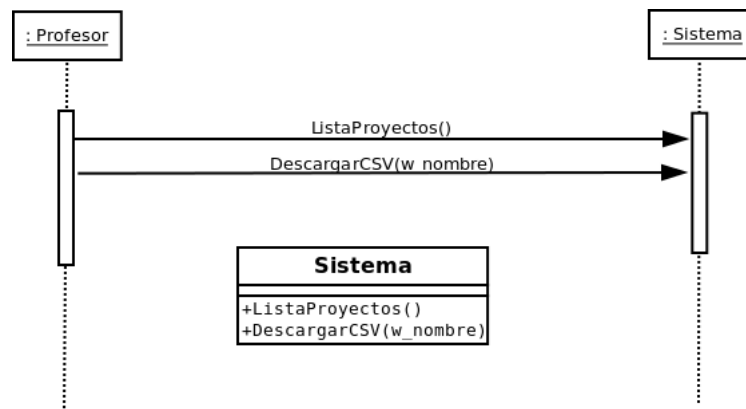 : Profesor
: Sistema
ListaProyectos()
DescargarCSV(w_nombre)
Sistema
+ListaProyectos()
+DescargarCSV(w_nombre)